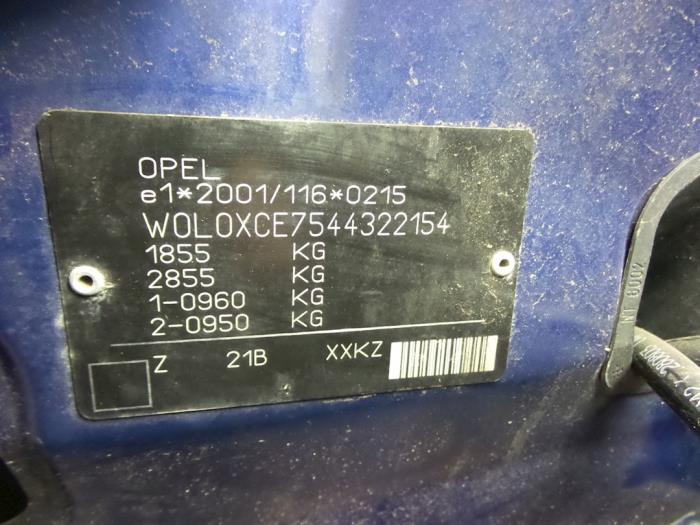 OPEL
e1*2001/116*0215
W0L0XCE7544322154
1855 KG
2855 KG
1-0960 KG
2-0950 KG
Z 21B XXKZ